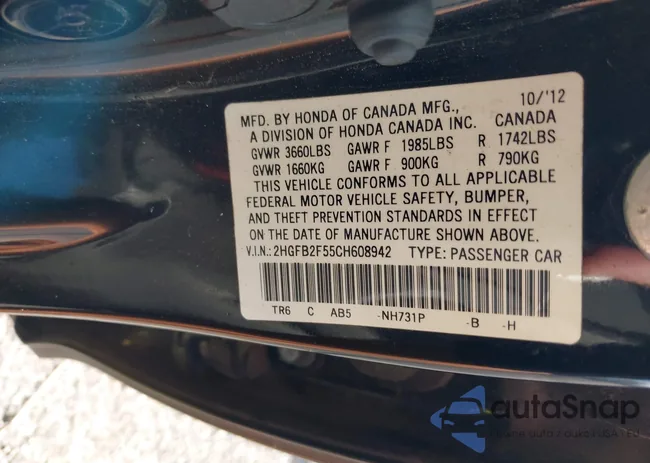 10/'12
MFD. BY HONDA OF CANADA MFG.,
A DIVISION OF HONDA CANADA INC. CANADA
GVWR 3660LBS GAWR F 1985LBS R 1742LBS
GVWR 1660KG GAWR F 900KG R 790KG
THIS VEHICLE CONFORMS TO ALL APPLICABLE
FEDERAL MOTOR VEHICLE SAFETY, BUMPER,
AND THEFT PREVENTION STANDARDS IN EFFECT
ON THE DATE OF MANUFACTURE SHOWN ABOVE.
V.I.N.: 2HGFB2F55CH608942 TYPE: PASSENGER CAR
TR6 C AB5 -NH731P -B -H
autoSnap